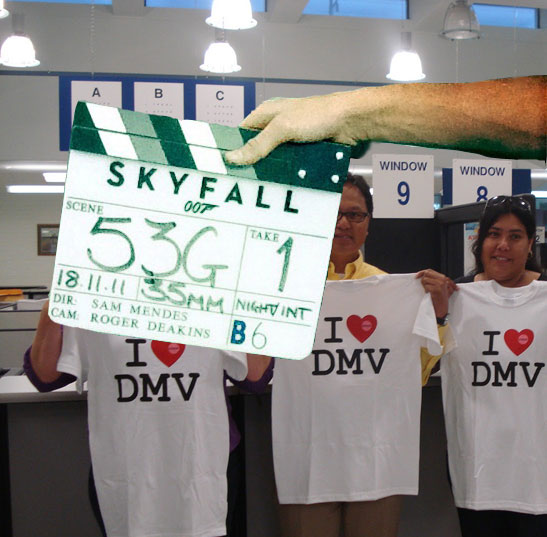 A
B
C
SKYFALL
007
SCENE
53G
TAKE
1
18.11.11
35MM
NIGHT/INT
DIR: SAM MENDES
CAM: ROGER DEAKINS
B6
WINDOW
9
WINDOW
8
I
DMV
I
DMV
I
DMV